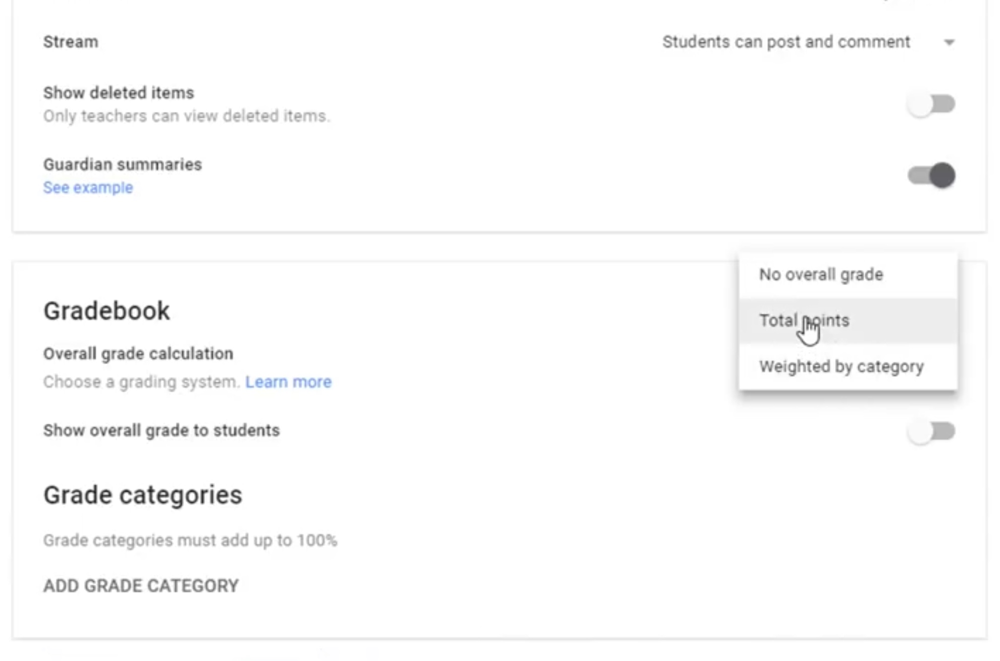 Stream
Students can post and comment
Show deleted items
Only teachers can view deleted items.
Guardian summaries
See example
No overall grade
Gradebook
Total points
Overall grade calculation
Weighted by category
Choose a grading system. Learn more
Show overall grade to students
Grade categories
Grade categories must add up to 100%
ADD GRADE CATEGORY